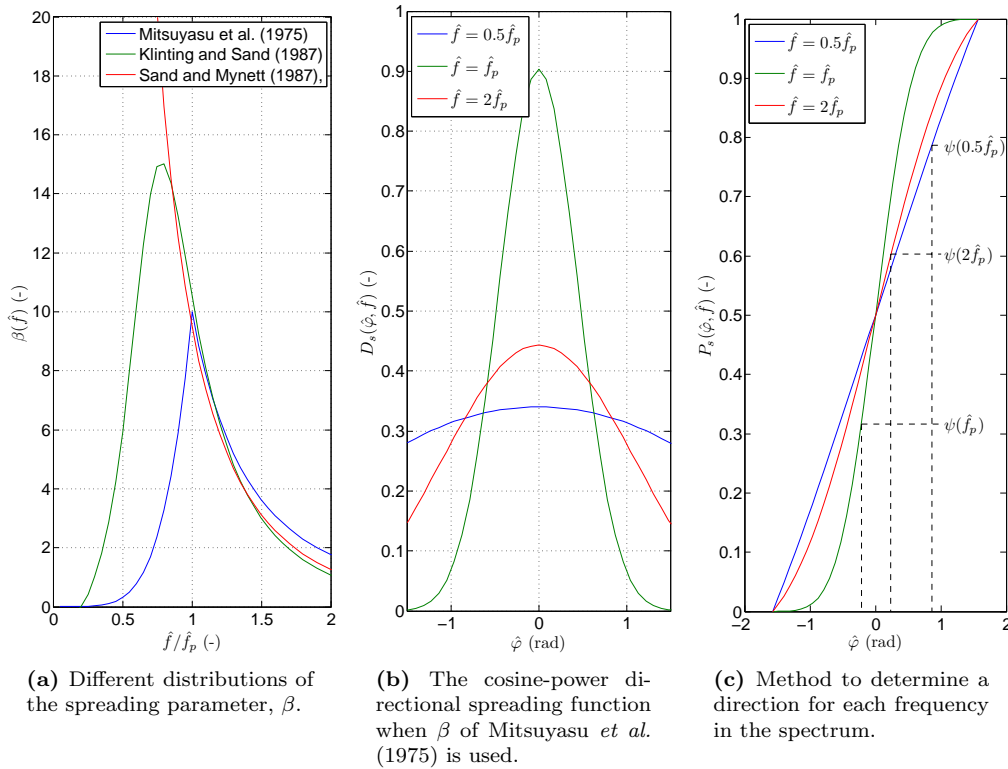 20
18
16
14
12
10
8
6
4
2
0
0 0.5 1 1.5 2
β(f̂) (-)
f̂/f̂ₚ (-)
Mitsuyasu et al. (1975)
Klinting and Sand (1987)
Sand and Mynett (1987),
(a) Different distributions of
the spreading parameter, β.
1
0.9
0.8
0.7
0.6
0.5
0.4
0.3
0.2
0.1
0
−1 0 1
Dₛ(φ̂, f̂) (-)
φ̂ (rad)
f̂ = 0.5f̂ₚ
f̂ = f̂ₚ
f̂ = 2f̂ₚ
(b) The cosine-power di-
rectional spreading function
when β of Mitsuyasu et al.
(1975) is used.
1
0.9
0.8
0.7
0.6
0.5
0.4
0.3
0.2
0.1
0
−2 −1 0 1 2
Pₛ(φ̂, f̂) (-)
φ̂ (rad)
f̂ = 0.5f̂ₚ
f̂ = f̂ₚ
f̂ = 2f̂ₚ
ψ(0.5f̂ₚ)
ψ(2f̂ₚ)
ψ(f̂ₚ)
(c) Method to determine a
direction for each frequency
in the spectrum.